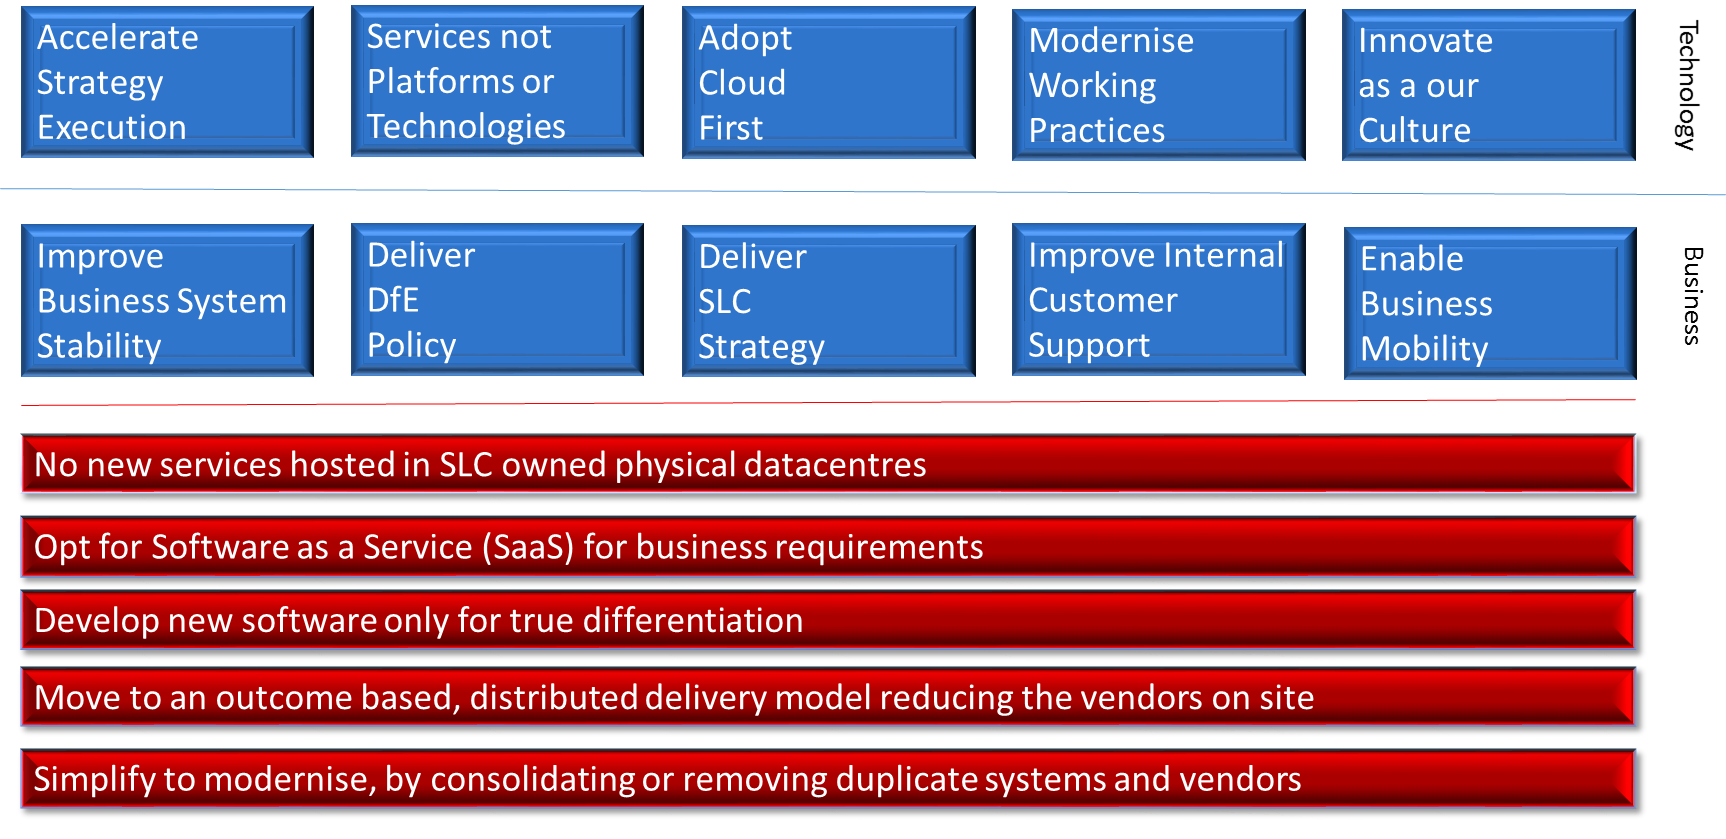 Accelerate
Strategy
Execution
Services not
Platforms or
Technologies
Adopt
Cloud
First
Modernise
Working
Practices
Innovate
as a our
Culture
Technology
Improve
Business System
Stability
Deliver
DfE
Policy
Deliver
SLC
Strategy
Improve Internal
Customer
Support
Enable
Business
Mobility
Business
No new services hosted in SLC owned physical datacentres
Opt for Software as a Service (SaaS) for business requirements
Develop new software only for true differentiation
Move to an outcome based, distributed delivery model reducing the vendors on site
Simplify to modernise, by consolidating or removing duplicate systems and vendors